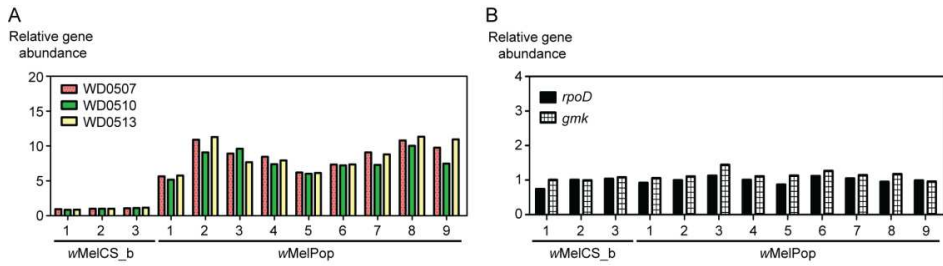 A
Relative gene
abundance
20
15
10
5
0
WD0507
WD0510
WD0513
1 2 3 1 2 3 4 5 6 7 8 9
wMelCS_b wMelPop
B
Relative gene
abundance
4
3
2
1
0
rpoD
gmk
1 2 3 1 2 3 4 5 6 7 8 9
wMelCS_b wMelPop